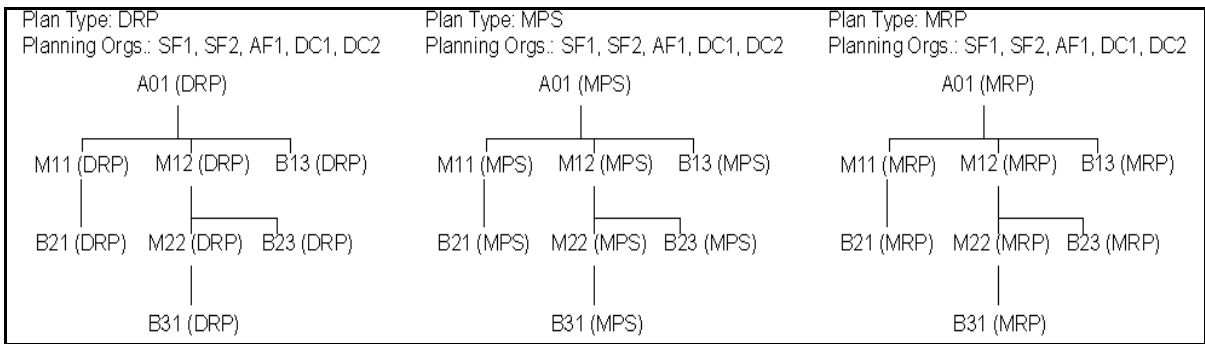 Plan Type: DRP
Planning Orgs.: SF1, SF2, AF1, DC1, DC2
A01 (DRP)
M11 (DRP) M12 (DRP) B13 (DRP)
B21 (DRP) M22 (DRP) B23 (DRP)
B31 (DRP)
Plan Type: MPS
Planning Orgs.: SF1, SF2, AF1, DC1, DC2
A01 (MPS)
M11 (MPS) M12 (MPS) B13 (MPS)
B21 (MPS) M22 (MPS) B23 (MPS)
B31 (MPS)
Plan Type: MRP
Planning Orgs.: SF1, SF2, AF1, DC1, DC2
A01 (MRP)
M11 (MRP) M12 (MRP) B13 (MRP)
B21 (MRP) M22 (MRP) B23 (MRP)
B31 (MRP)